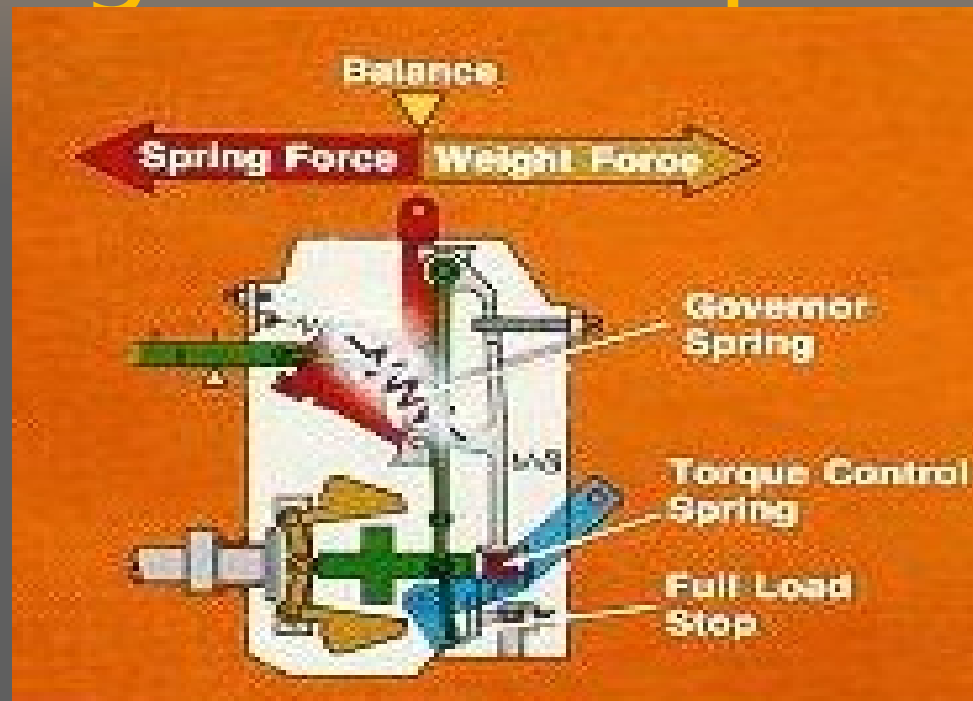 Balance
Spring Force
Weight Force
Governor
Spring
Torque Control
Spring
Full Load
Stop